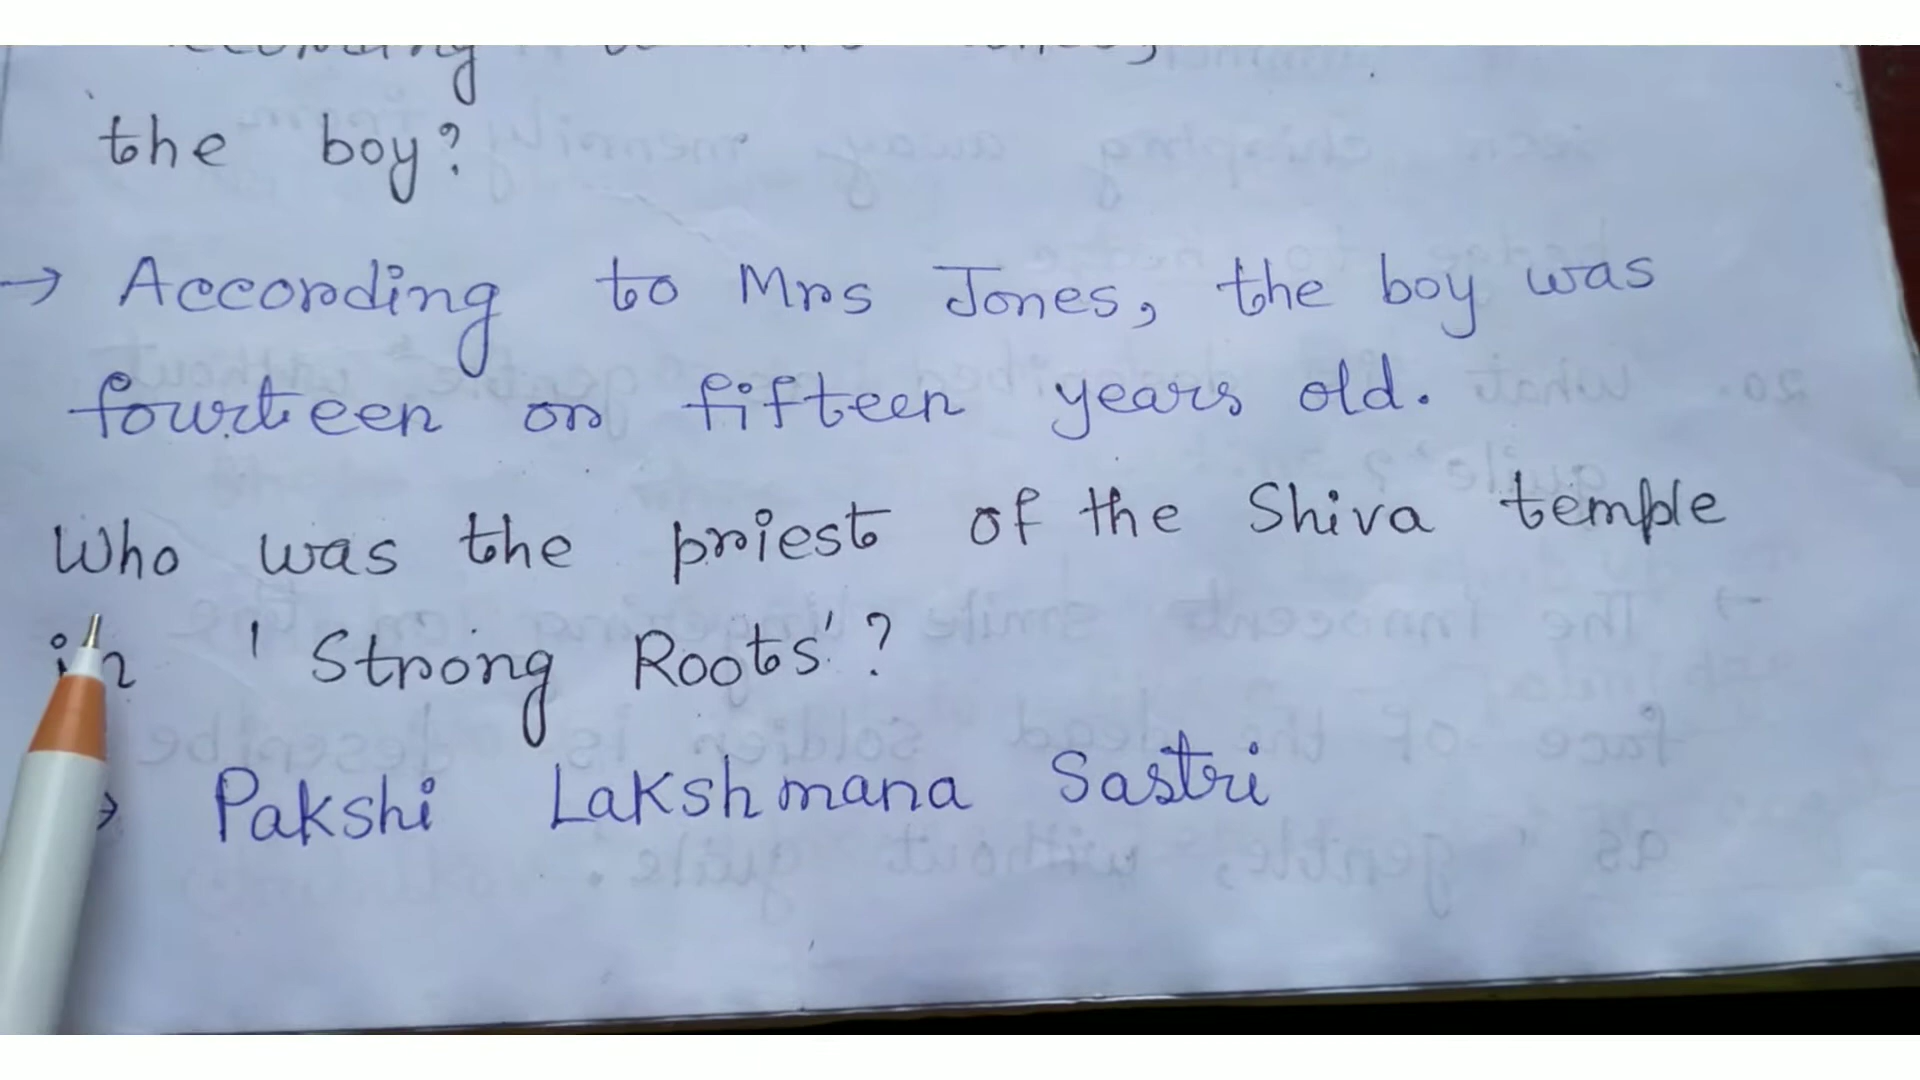 the boy?
→ According to Mrs Jones, the boy was
fourteen or fifteen years old.
Who was the priest of the Shiva temple
in 'Strong Roots'?
→ Pakshi Lakshmana Sastri